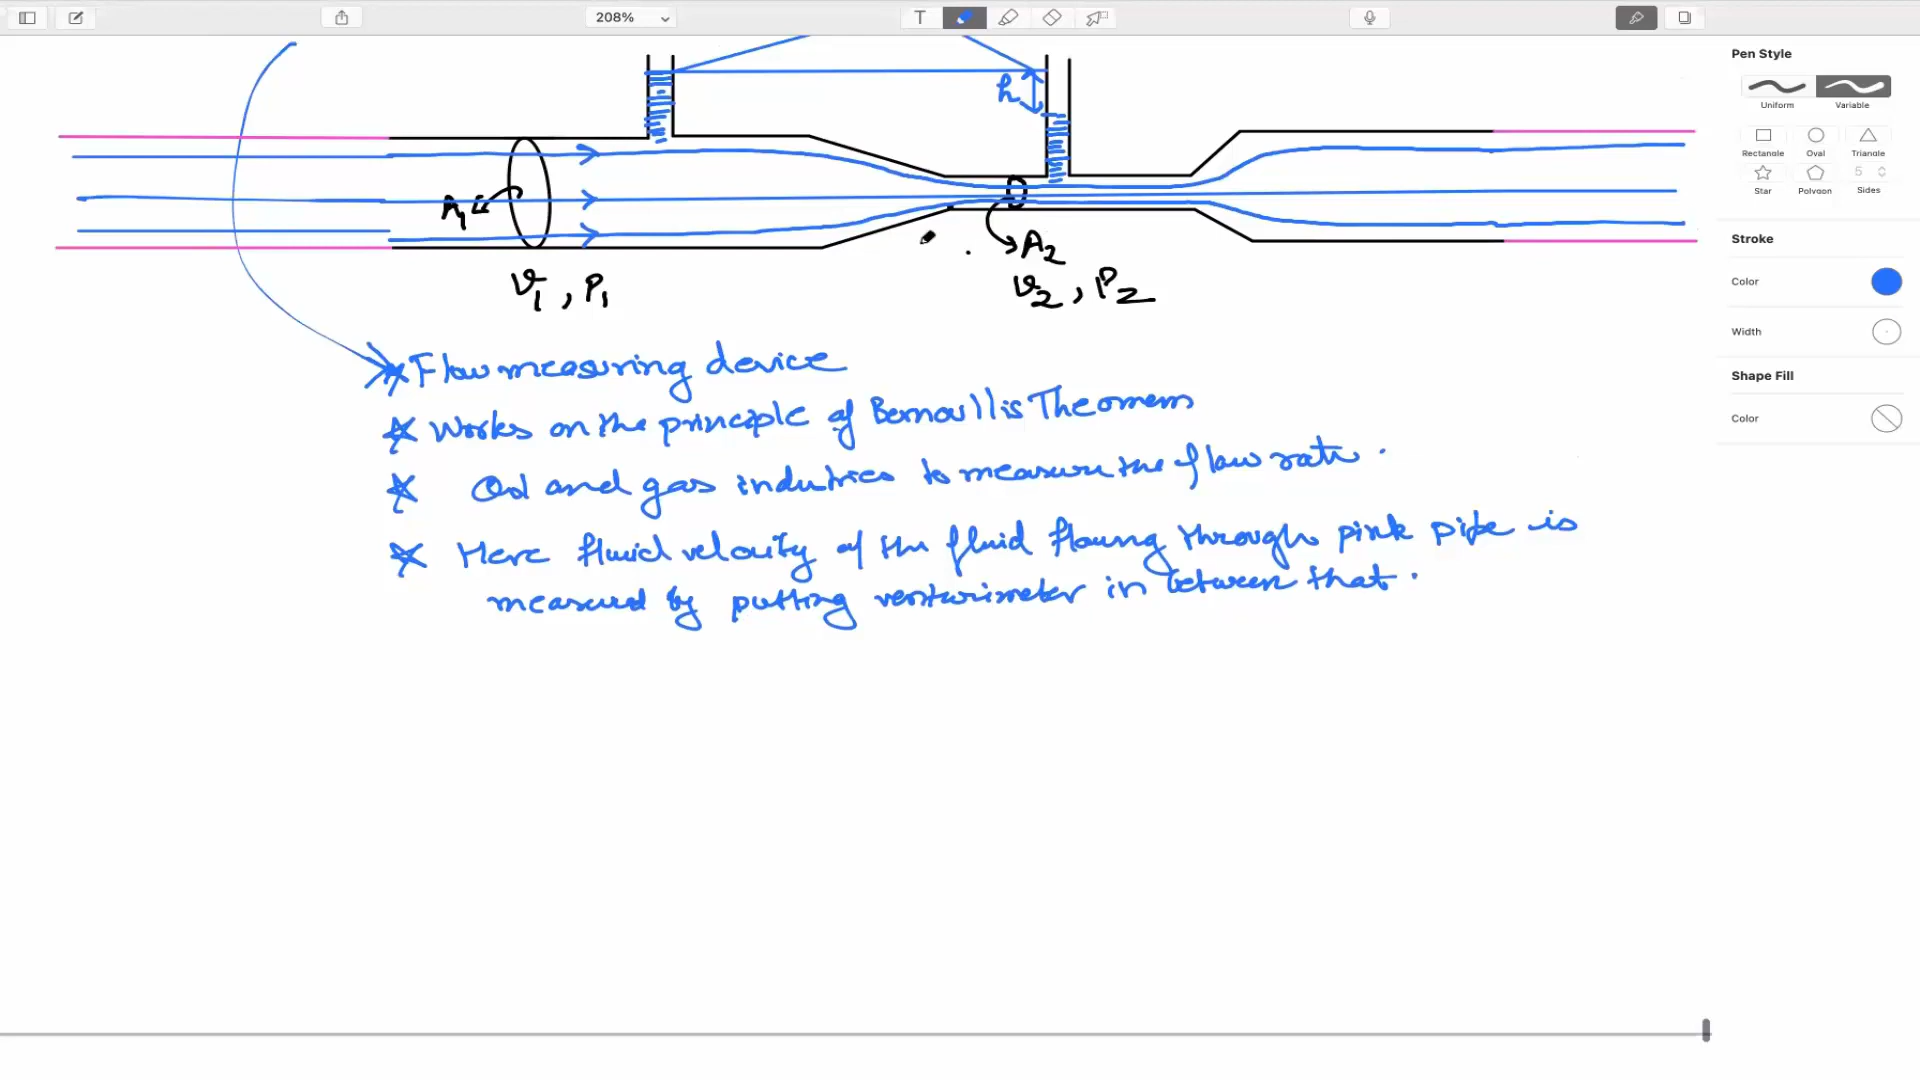 208%
T
Pen Style
h
Uniform
Variable
Rectangle
Oval
Triangle
5
Star
Polygon
Sides
A1
A2
Stroke
Color
v1, P1
v2, P2
Width
Flow measuring device
Shape Fill
Works on the principle of Bernoullis Theorem
Color
Oil and gas industries to measure the flow rate.
Here fluid velocity of the fluid flowing through pink pipe is
measured by putting venturimeter in between that.